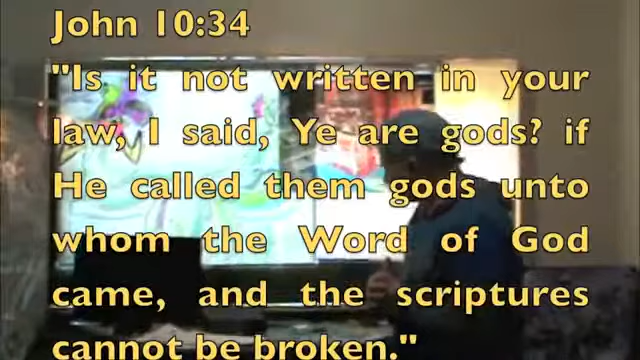 John 10:34
"Is it not written in your
law, I said, Ye are gods? if
He called them gods unto
whom the Word of God
came, and the scriptures
cannot be broken."